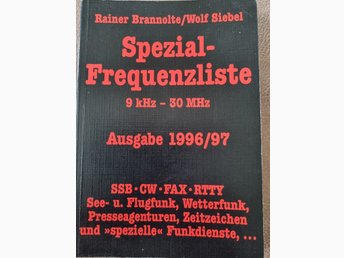 Rainer Brannolte/Wolf Siebel
Spezial-
Frequenzliste
9 kHz – 30 MHz
Ausgabe 1996/97
SSB · CW · FAX · RTTY
See- u. Flugfunk, Wetterfunk,
Presseagenturen, Zeitzeichen
und »spezielle« Funkdienste, ...